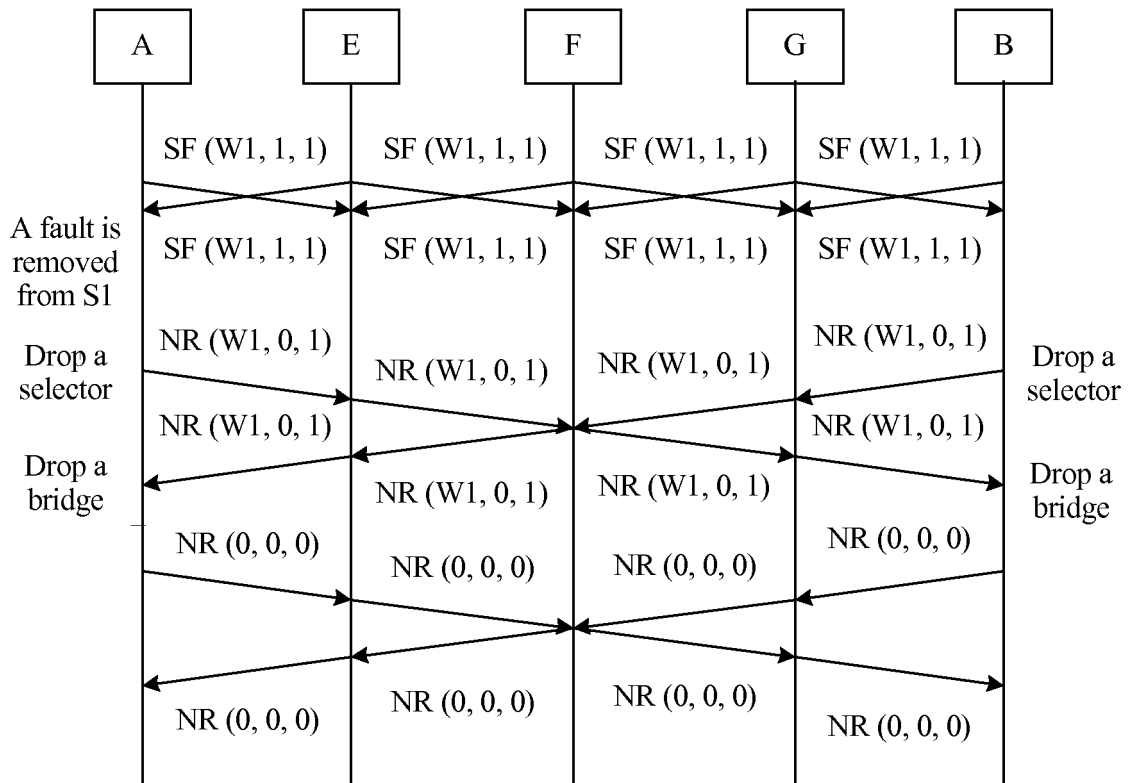 A E F G B
SF (W1, 1, 1) SF (W1, 1, 1) SF (W1, 1, 1) SF (W1, 1, 1)
A fault is
removed
from S1
SF (W1, 1, 1) SF (W1, 1, 1) SF (W1, 1, 1) SF (W1, 1, 1)
NR (W1, 0, 1) NR (W1, 0, 1)
Drop a
selector
NR (W1, 0, 1) NR (W1, 0, 1)
Drop a
selector
NR (W1, 0, 1) NR (W1, 0, 1)
Drop a
bridge
NR (W1, 0, 1) NR (W1, 0, 1)
Drop a
bridge
NR (0, 0, 0) NR (0, 0, 0)
NR (0, 0, 0) NR (0, 0, 0)
NR (0, 0, 0) NR (0, 0, 0)
NR (0, 0, 0) NR (0, 0, 0)